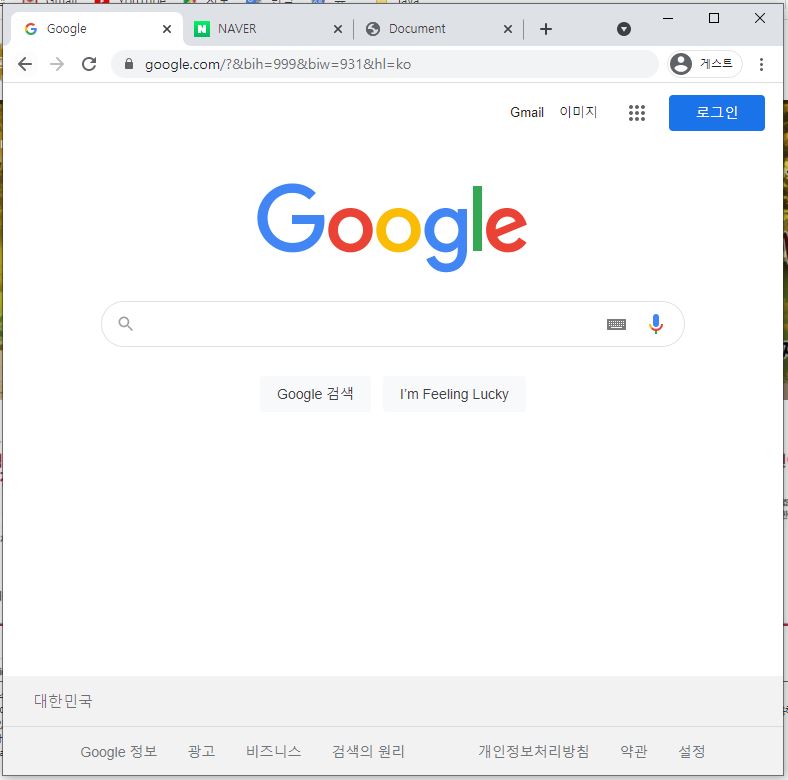 Google NAVER Document
google.com/?&bih=999&biw=931&hl=ko 게스트
Gmail 이미지 로그인
Google
Google 검색 I'm Feeling Lucky
대한민국
Google 정보 광고 비즈니스 검색의 원리 개인정보처리방침 약관 설정